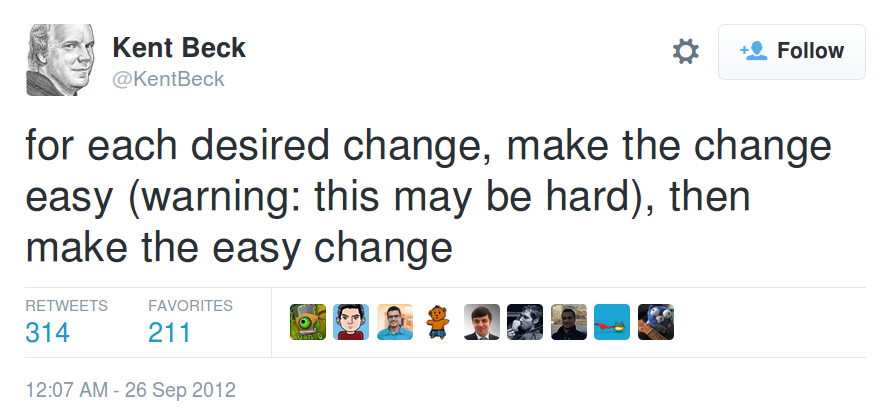 Kent Beck
@KentBeck
Follow
for each desired change, make the change
easy (warning: this may be hard), then
make the easy change
RETWEETS FAVORITES
314 211
12:07 AM - 26 Sep 2012